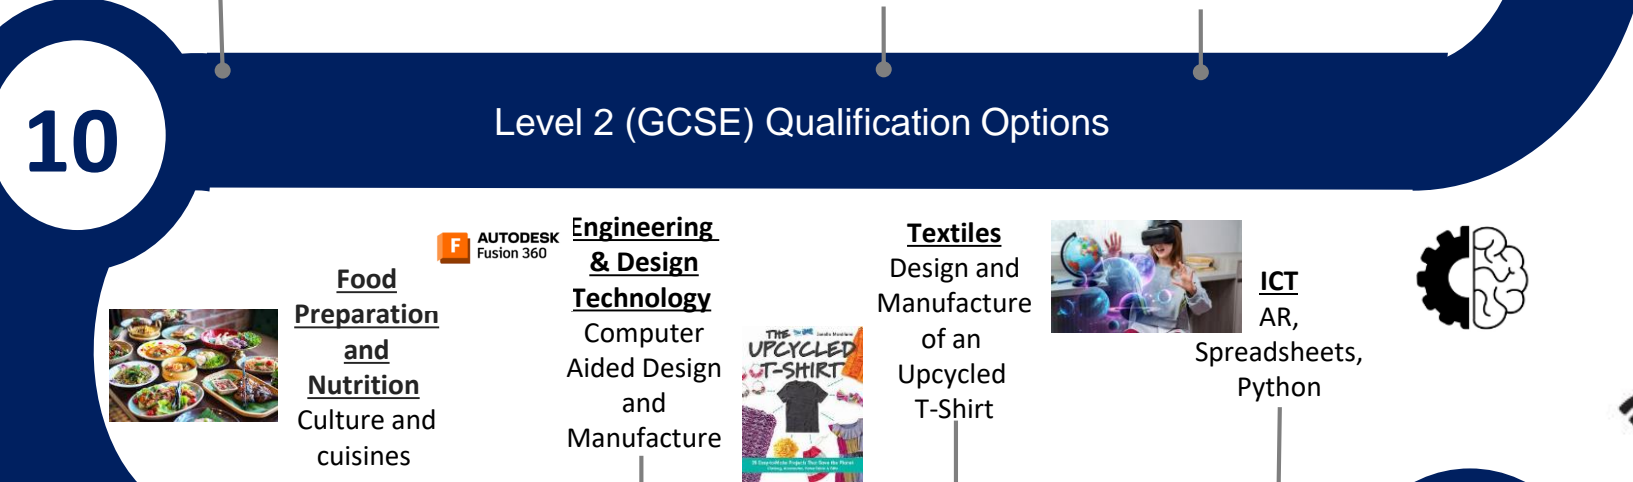 10
Level 2 (GCSE) Qualification Options
Food
Preparation
and
Nutrition
Culture and
cuisines
F AUTODESK
Fusion 360
Engineering
& Design
Technology
Computer
Aided Design
and
Manufacture
THE
UPCYCLED
T-SHIRT
Textiles
Design and
Manufacture
of an
Upcycled
T-Shirt
ICT
AR,
Spreadsheets,
Python